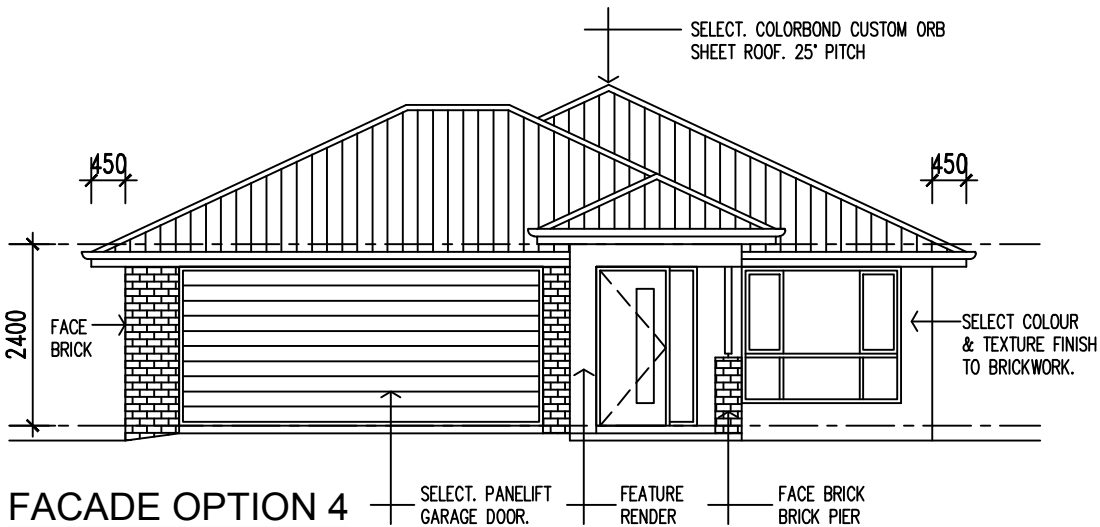 SELECT. COLORBOND CUSTOM ORB
SHEET ROOF. 25° PITCH
450
450
2400
FACE
BRICK
SELECT COLOUR
& TEXTURE FINISH
TO BRICKWORK.
FACADE OPTION 4
SELECT. PANELIFT
GARAGE DOOR.
FEATURE
RENDER
FACE BRICK
BRICK PIER